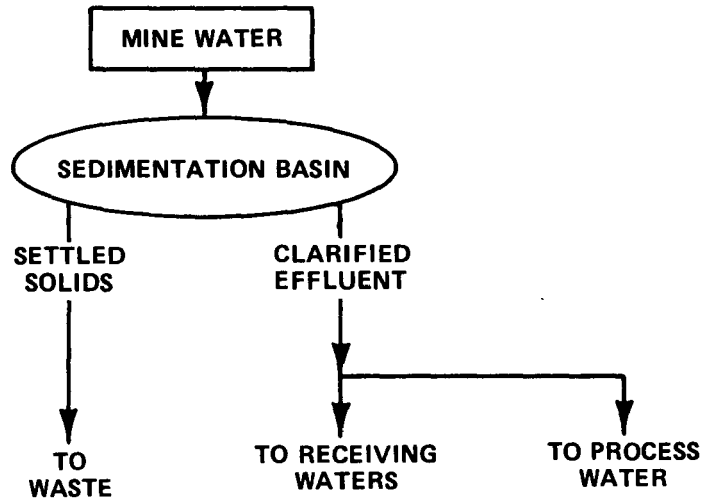 MINE WATER
SEDIMENTATION BASIN
SETTLED
SOLIDS
CLARIFIED
EFFLUENT
TO
WASTE
TO RECEIVING
WATERS
TO PROCESS
WATER